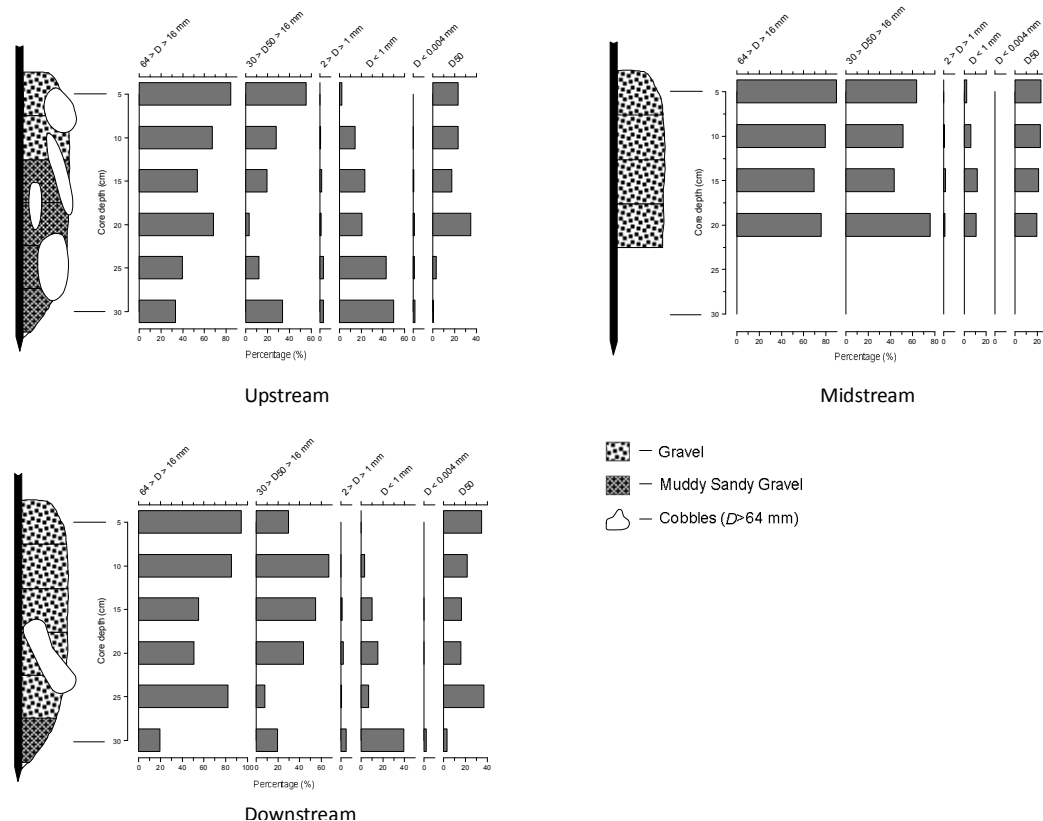 64 > D > 16 mm
30 > D50 > 16 mm
2 > D > 1 mm
D < 1 mm
D < 0.004 mm
D50
Core depth (cm)
5
10
15
20
25
30
0 20 40 60 80 0 20 40 60 0 0 20 40 60 0 0 20 40
Percentage (%)
Upstream
64 > D > 16 mm
30 > D50 > 16 mm
2 > D > 1 mm
D < 1 mm
D < 0.004 mm
D50
Core depth (cm)
5
10
15
20
25
30
0 20 40 60 80 0 20 40 60 80 0 0 20 0 0 20
Percentage (%)
Midstream
64 > D > 16 mm
30 > D50 > 16 mm
2 > D > 1 mm
D < 1 mm
D < 0.004 mm
D50
Core depth (cm)
5
10
15
20
25
30
0 20 40 60 80 100 0 20 40 60 0 0 20 40 0 0 20 40
Percentage (%)
Downstream
— Gravel
— Muddy Sandy Gravel
— Cobbles (D>64 mm)